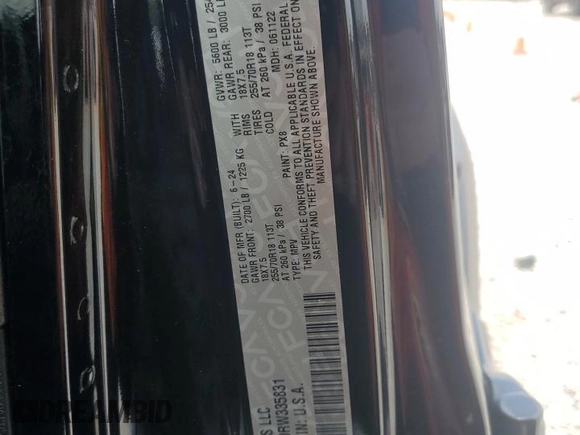 S LLC
IN: U.S.A.
RW335831
DATE OF MFR (BUILT): 6-24
GVWR: 5600 LB / 254
GAWR FRONT: 2700 LB / 1225 KG WITH GAWR REAR: 3000 LB
18X7.5 RIMS 18X7.5
255/70R18 113T TIRES 255/70R18 113T
AT 260 kPa / 38 PSI COLD AT 260 kPa / 38 PSI
TYPE: MPV PAINT: PX8 MDH: 061122
THIS VEHICLE CONFORMS TO ALL APPLICABLE U.S.A. FEDERAL
SAFETY AND THEFT PREVENTION STANDARDS IN EFFECT ON
MANUFACTURE SHOWN ABOVE.
DREAMBID